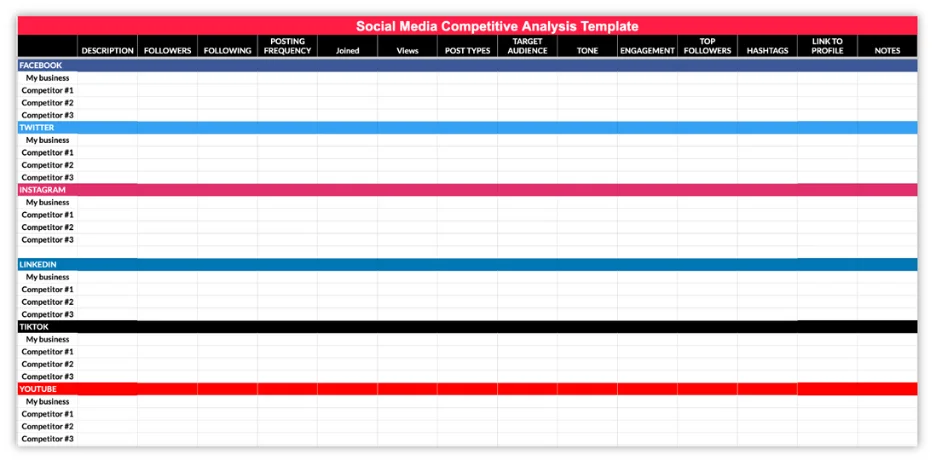 Social Media Competitive Analysis Template
DESCRIPTION FOLLOWERS FOLLOWING POSTING FREQUENCY Joined Views POST TYPES TARGET AUDIENCE TONE ENGAGEMENT TOP FOLLOWERS HASHTAGS LINK TO PROFILE NOTES
FACEBOOK
My business
Competitor #1
Competitor #2
Competitor #3
TWITTER
My business
Competitor #1
Competitor #2
Competitor #3
INSTAGRAM
My business
Competitor #1
Competitor #2
Competitor #3
LINKEDIN
My business
Competitor #1
Competitor #2
Competitor #3
TIKTOK
My business
Competitor #1
Competitor #2
Competitor #3
YOUTUBE
My business
Competitor #1
Competitor #2
Competitor #3